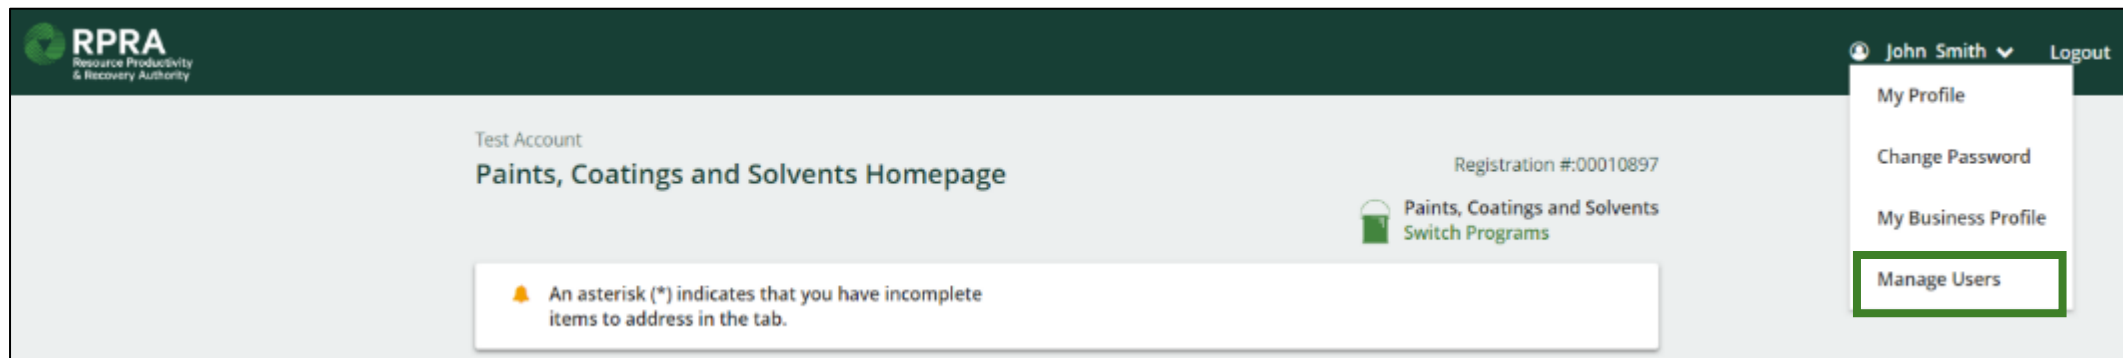 RPRA
Resource Productivity
& Recovery Authority
John Smith
Logout
My Profile
Change Password
My Business Profile
Manage Users
Test Account
Paints, Coatings and Solvents Homepage
Registration #:00010897
Paints, Coatings and Solvents
Switch Programs
An asterisk (*) indicates that you have incomplete
items to address in the tab.